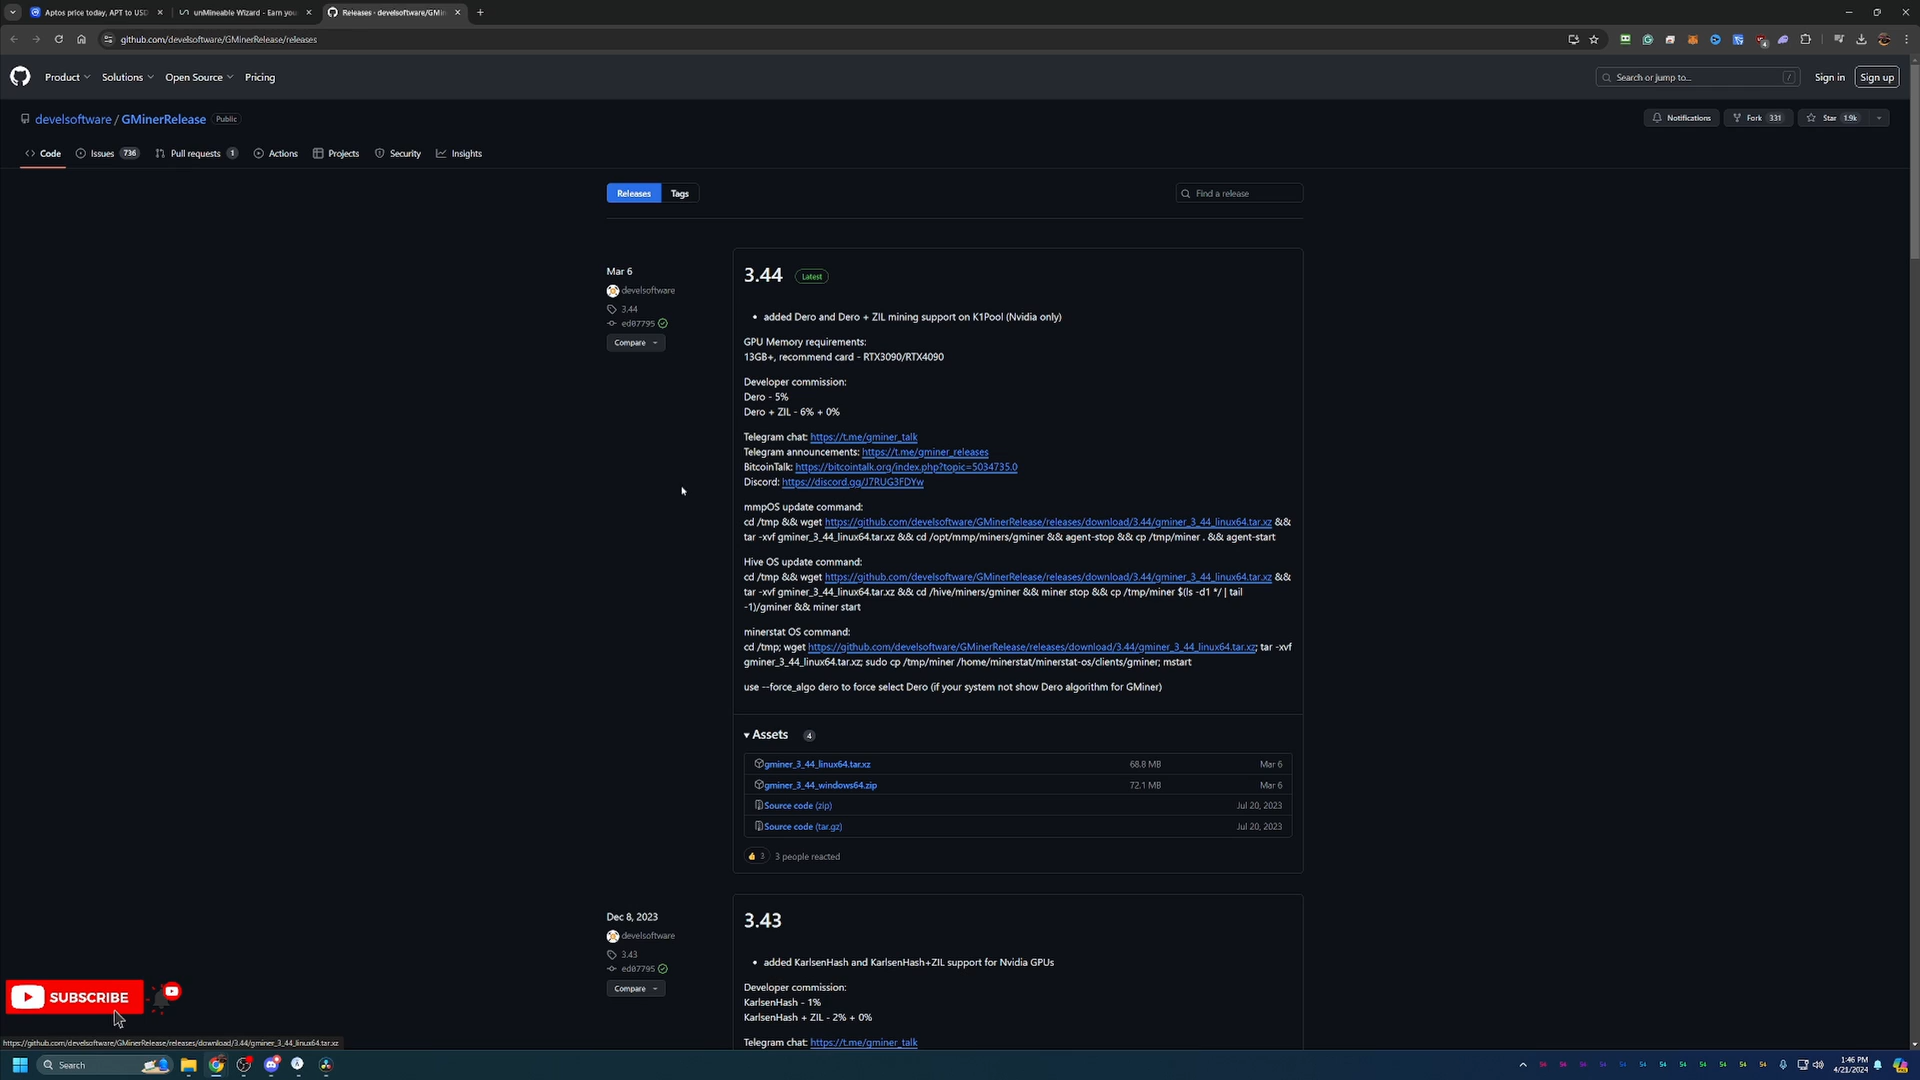 Aptos price today, APT to USD
unMineable Wizard - Earn you
Releases · develsoftware/GMin
github.com/develsoftware/GMinerRelease/releases
Product
Solutions
Open Source
Pricing
Search or jump to...
/
Sign in
Sign up
develsoftware / GMinerRelease
Public
Notifications
Fork 331
Star 1.9k
Code
Issues 736
Pull requests 1
Actions
Projects
Security
Insights
Releases
Tags
Find a release
Mar 6
develsoftware
3.44
ed07795
Compare
3.44
Latest
• added Dero and Dero + ZIL mining support on K1Pool (Nvidia only)
GPU Memory requirements:
13GB+, recommend card - RTX3090/RTX4090
Developer commission:
Dero - 5%
Dero + ZIL - 6% + 0%
Telegram chat: https://t.me/gminer_talk
Telegram announcements: https://t.me/gminer_releases
BitcoinTalk: https://bitcointalk.org/index.php?topic=5034735.0
Discord: https://discord.gg/J7RUG3FDYw
mmpOS update command:
cd /tmp && wget https://github.com/develsoftware/GMinerRelease/releases/download/3.44/gminer_3_44_linux64.tar.xz &&
tar -xvf gminer_3_44_linux64.tar.xz && cd /opt/mmp/miners/gminer && agent-stop && cp /tmp/miner . && agent-start
Hive OS update command:
cd /tmp && wget https://github.com/develsoftware/GMinerRelease/releases/download/3.44/gminer_3_44_linux64.tar.xz &&
tar -xvf gminer_3_44_linux64.tar.xz && cd /hive/miners/gminer && miner stop && cp /tmp/miner $(ls -d1 */ | tail
-1)/gminer && miner start
minerstat OS command:
cd /tmp; wget https://github.com/develsoftware/GMinerRelease/releases/download/3.44/gminer_3_44_linux64.tar.xz; tar -xvf
gminer_3_44_linux64.tar.xz; sudo cp /tmp/miner /home/minerstat/minerstat-os/clients/gminer; mstart
use --force_algo dero to force select Dero (if your system not show Dero algorithm for GMiner)
Assets 4
gminer_3_44_linux64.tar.xz 68.8 MB Mar 6
gminer_3_44_windows64.zip 72.1 MB Mar 6
Source code (zip) Jul 20, 2023
Source code (tar.gz) Jul 20, 2023
3
3 people reacted
Dec 8, 2023
develsoftware
3.43
ed07795
Compare
3.43
• added KarlsenHash and KarlsenHash+ZIL support for Nvidia GPUs
Developer commission:
KarlsenHash - 1%
KarlsenHash + ZIL - 2% + 0%
Telegram chat: https://t.me/gminer_talk
SUBSCRIBE
https://github.com/develsoftware/GMinerRelease/releases/download/3.44/gminer_3_44_linux64.tar.xz
Search
1:46 PM
4/21/2024